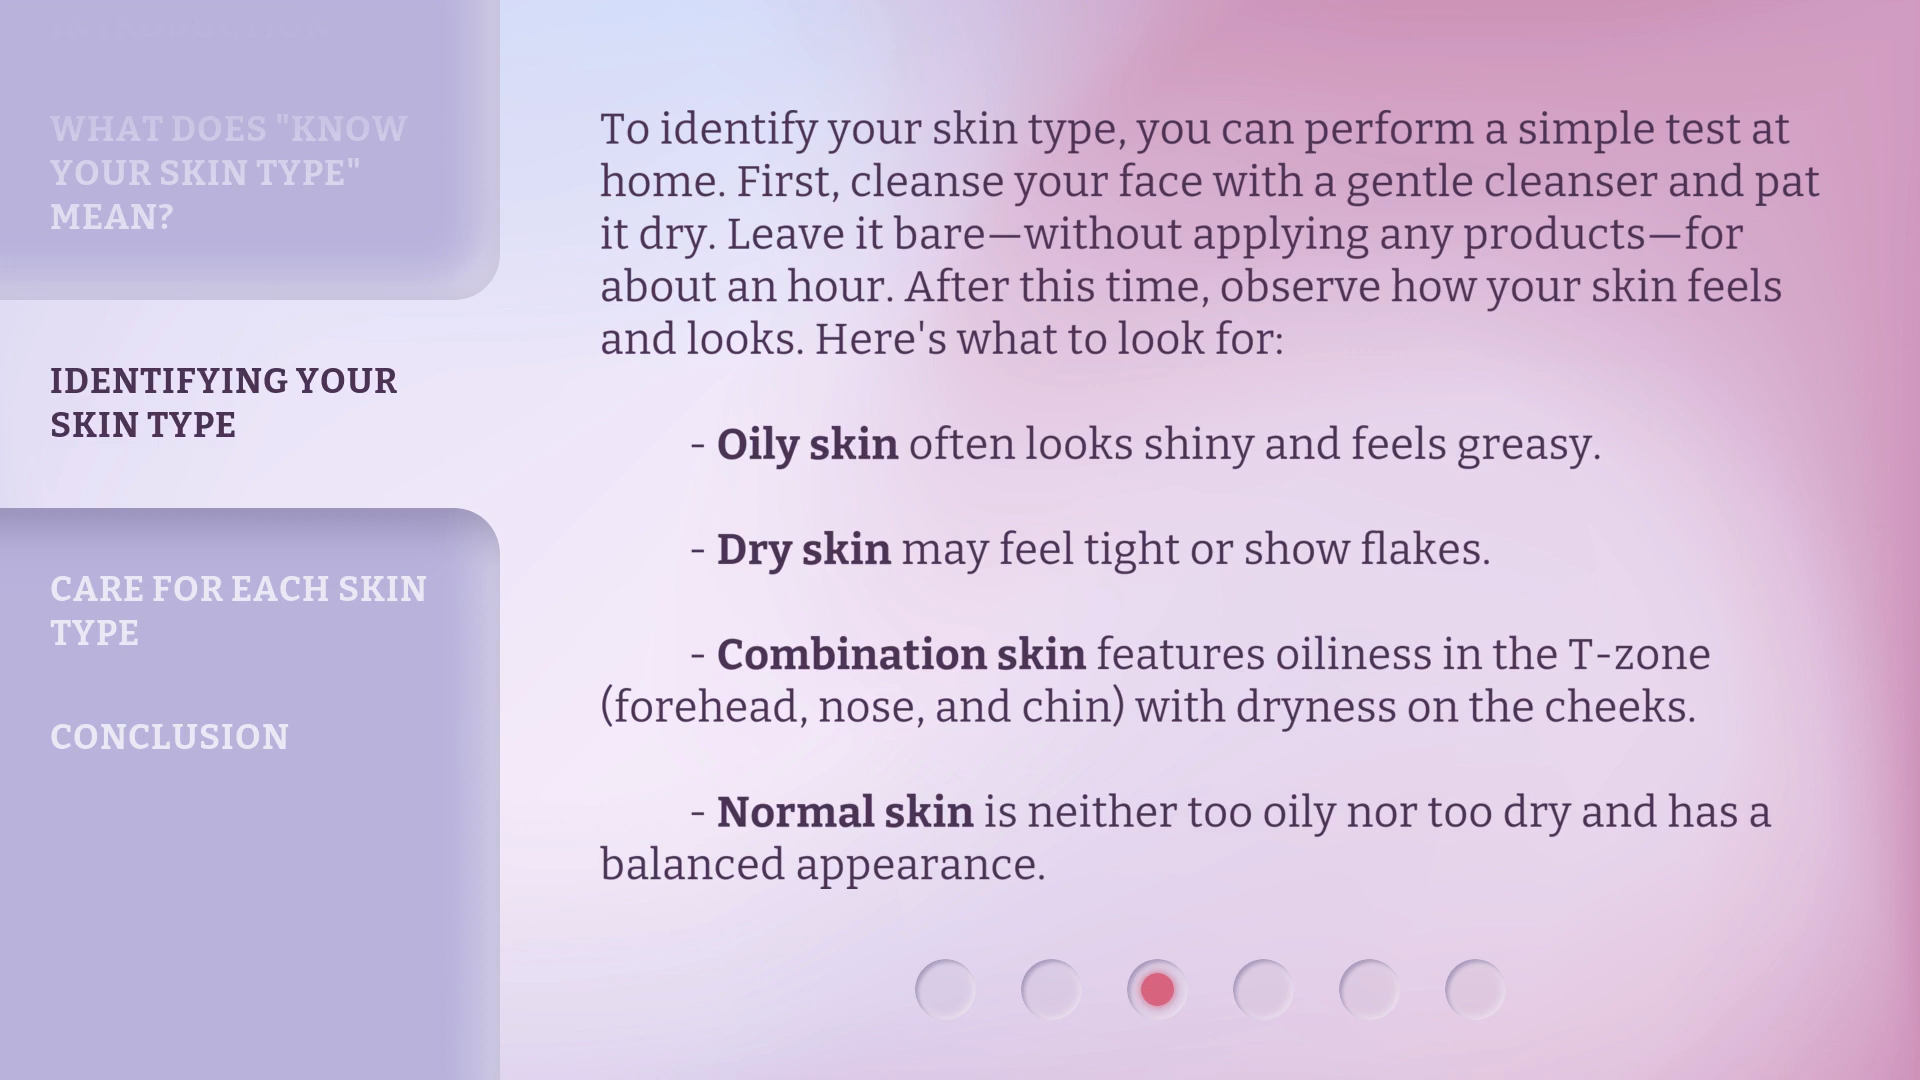 WHAT DOES "KNOW
YOUR SKIN TYPE"
MEAN?
IDENTIFYING YOUR
SKIN TYPE
CARE FOR EACH SKIN
TYPE
CONCLUSION
To identify your skin type, you can perform a simple test at
home. First, cleanse your face with a gentle cleanser and pat
it dry. Leave it bare—without applying any products—for
about an hour. After this time, observe how your skin feels
and looks. Here's what to look for:
- Oily skin often looks shiny and feels greasy.
- Dry skin may feel tight or show flakes.
- Combination skin features oiliness in the T-zone
(forehead, nose, and chin) with dryness on the cheeks.
- Normal skin is neither too oily nor too dry and has a
balanced appearance.